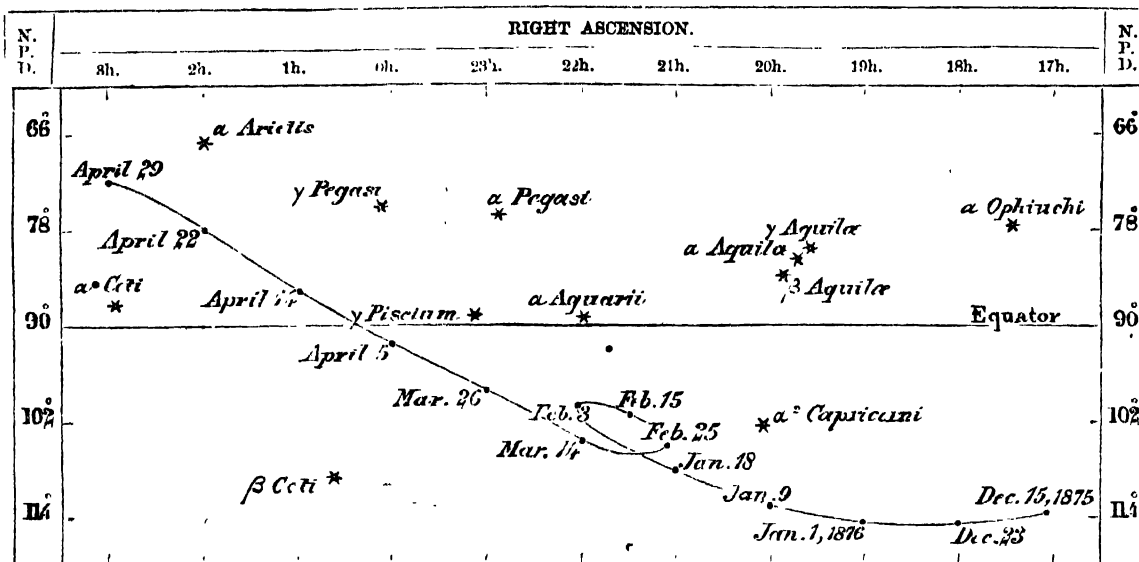 N. P. D.
RIGHT ASCENSION.
N. P. D.
3h. 2h. 1h. 0h. 23h. 22h. 21h. 20h. 19h. 18h. 17h.
66° α Arietis 66°
April 29
γ Pegasi α Pegasi α Ophiuchi
78° April 22 γ Aquilæ 78°
α Aquilæ
α Ceti April 14 β Aquilæ
γ Piscium α Aquarii
90° Equator 90°
April 5
Mar. 26
102° Feb. 3 Feb. 15 α² Capricorni 102°
Mar. 14 Feb. 25
β Ceti Jan. 18
Jan. 9 Dec. 15, 1875
114° Jan. 1, 1876 Dec. 23 114°